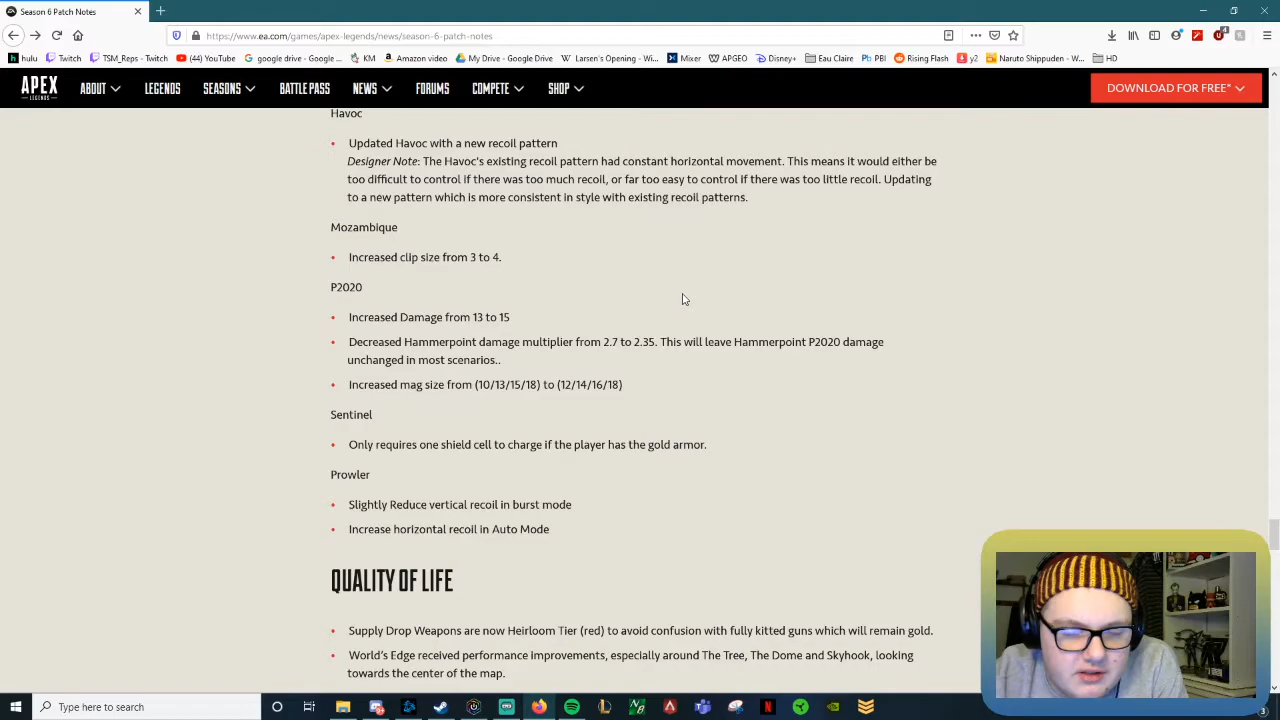 Season 6 Patch Notes
https://www.ea.com/games/apex-legends/news/season-6-patch-notes
hulu Twitch TSM_Reps - Twitch (44) YouTube google drive - Google ... KM Amazon video My Drive - Google Drive Larsen's Opening - Wi... Mixer APGEO Disney+ Eau Claire PBI Rising Flash y2 Naruto Shippuden - W... HD
APEX LEGENDS ABOUT LEGENDS SEASONS BATTLE PASS NEWS FORUMS COMPETE SHOP DOWNLOAD FOR FREE*
Havoc
• Updated Havoc with a new recoil pattern
Designer Note: The Havoc's existing recoil pattern had constant horizontal movement. This means it would either be
too difficult to control if there was too much recoil, or far too easy to control if there was too little recoil. Updating
to a new pattern which is more consistent in style with existing recoil patterns.
Mozambique
• Increased clip size from 3 to 4.
P2020
• Increased Damage from 13 to 15
• Decreased Hammerpoint damage multiplier from 2.7 to 2.35. This will leave Hammerpoint P2020 damage
unchanged in most scenarios..
• Increased mag size from (10/13/15/18) to (12/14/16/18)
Sentinel
• Only requires one shield cell to charge if the player has the gold armor.
Prowler
• Slightly Reduce vertical recoil in burst mode
• Increase horizontal recoil in Auto Mode
QUALITY OF LIFE
• Supply Drop Weapons are now Heirloom Tier (red) to avoid confusion with fully kitted guns which will remain gold.
• World's Edge received performance improvements, especially around The Tree, The Dome and Skyhook, looking
towards the center of the map.
Type here to search